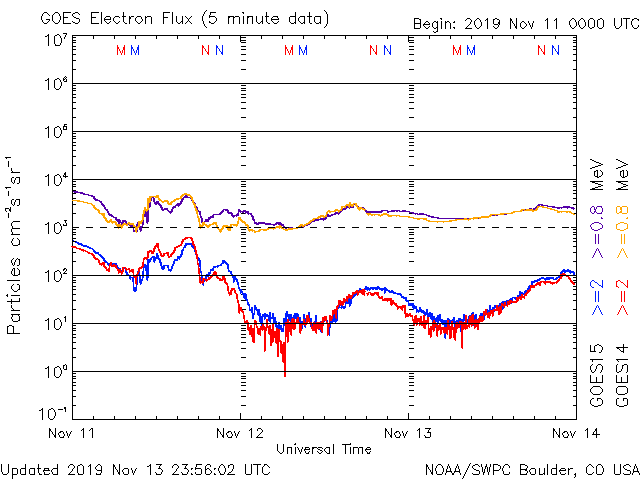 GOES Electron Flux (5 minute data)
Begin: 2019 Nov 11 0000 UTC
M M N N M M N N M M N N
10⁷
10⁶
10⁵
10⁴
10³
10²
10¹
10⁰
10⁻¹
Particles cm⁻²s⁻¹sr⁻¹
Nov 11 Nov 12 Nov 13 Nov 14
Universal Time
GOES15 >=2 >=0.8 MeV
GOES14 >=2 >=0.8 MeV
Updated 2019 Nov 13 23:56:02 UTC
NOAA/SWPC Boulder, CO USA